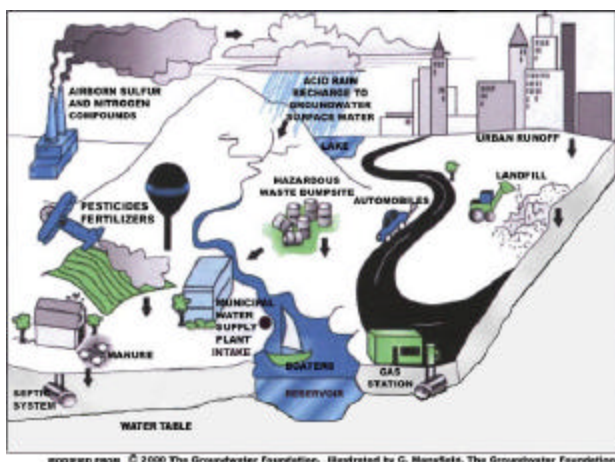 AIRBORN SULFUR
AND NITROGEN
COMPOUNDS
ACID RAIN
RECHARGE TO
GROUNDWATER
SURFACE WATER
LAKE
URBAN RUNOFF
PESTICIDES
FERTILIZERS
HAZARDOUS
WASTE DUMPSITE
AUTOMOBILES
LANDFILL
MUNICIPAL
WATER
SUPPLY
PLANT
INTAKE
MANURE
BOATERS
GAS
STATION
SEPTIC
SYSTEM
RESERVOIR
WATER TABLE
MODIFIED FROM © 2000 The Groundwater Foundation. Illustrated by C. Mansfield, The Groundwater Foundation